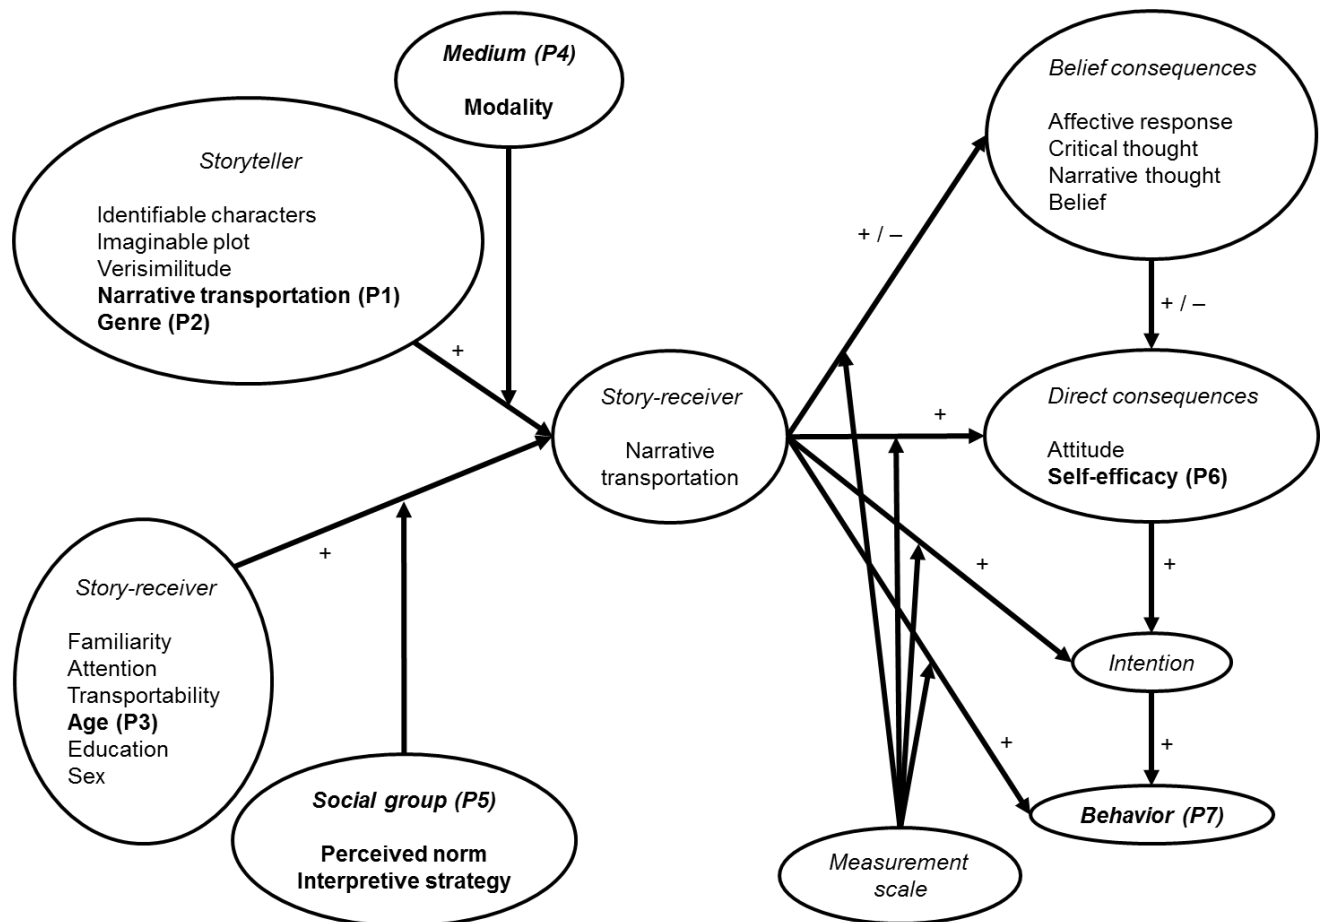 Medium (P4)
Modality
Storyteller
Identifiable characters
Imaginable plot
Verisimilitude
Narrative transportation (P1)
Genre (P2)
+
Story-receiver
Familiarity
Attention
Transportability
Age (P3)
Education
Sex
+
Social group (P5)
Perceived norm
Interpretive strategy
Story-receiver
Narrative
transportation
+ / –
+
+
+
Belief consequences
Affective response
Critical thought
Narrative thought
Belief
+ / –
Direct consequences
Attitude
Self-efficacy (P6)
+
Intention
+
Behavior (P7)
Measurement
scale